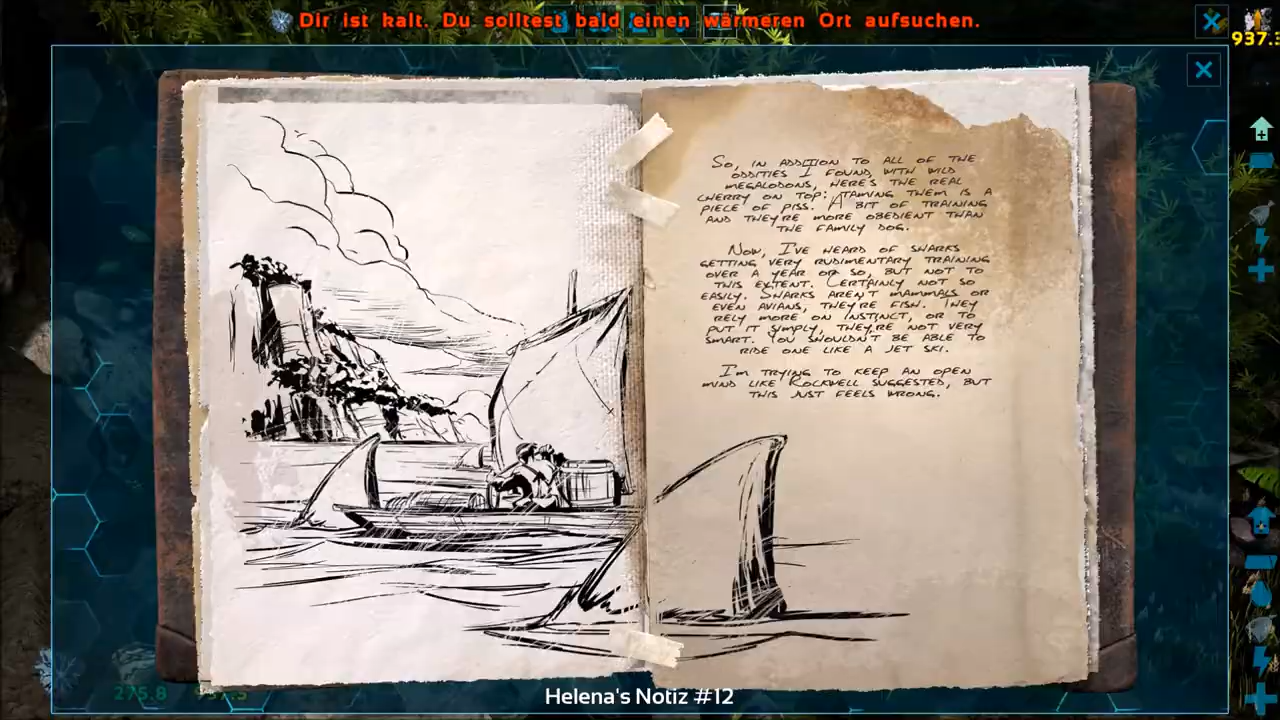 Dir ist kalt. Du solltest bald einen wärmeren Ort aufsuchen.
937.3
So, in addition to all of the
oddities I found with wild
megalodons, here's the real
cherry on top: taming them is a
piece of piss. A bit of training
and they're more obedient than
the family dog.
Now, I've heard of sharks
getting very rudimentary training
over a year or so, but not to
this extent. Certainly not so
easily. Sharks aren't mammals or
even avians, they're fish. They
rely more on instinct, or to
put it simply, they're not very
smart. You shouldn't be able to
ride one like a jet ski.
I'm trying to keep an open
mind like Rockwell suggested, but
this just feels wrong.
275.8
Helena's Notiz #12